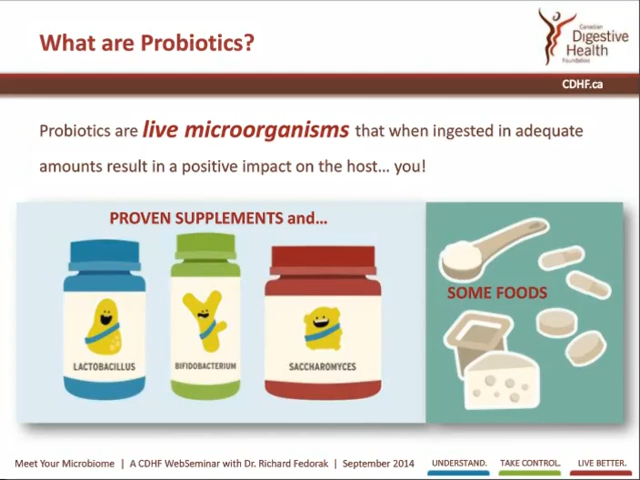 What are Probiotics?
Canadian
Digestive
Health
Foundation
CDHF.ca
Probiotics are live microorganisms that when ingested in adequate
amounts result in a positive impact on the host... you!
PROVEN SUPPLEMENTS and...
SOME FOODS
LACTOBACILLUS
BIFIDOBACTERIUM
SACCHAROMYCES
Meet Your Microbiome | A CDHF WebSeminar with Dr. Richard Fedorak | September 2014
UNDERSTAND. TAKE CONTROL. LIVE BETTER.